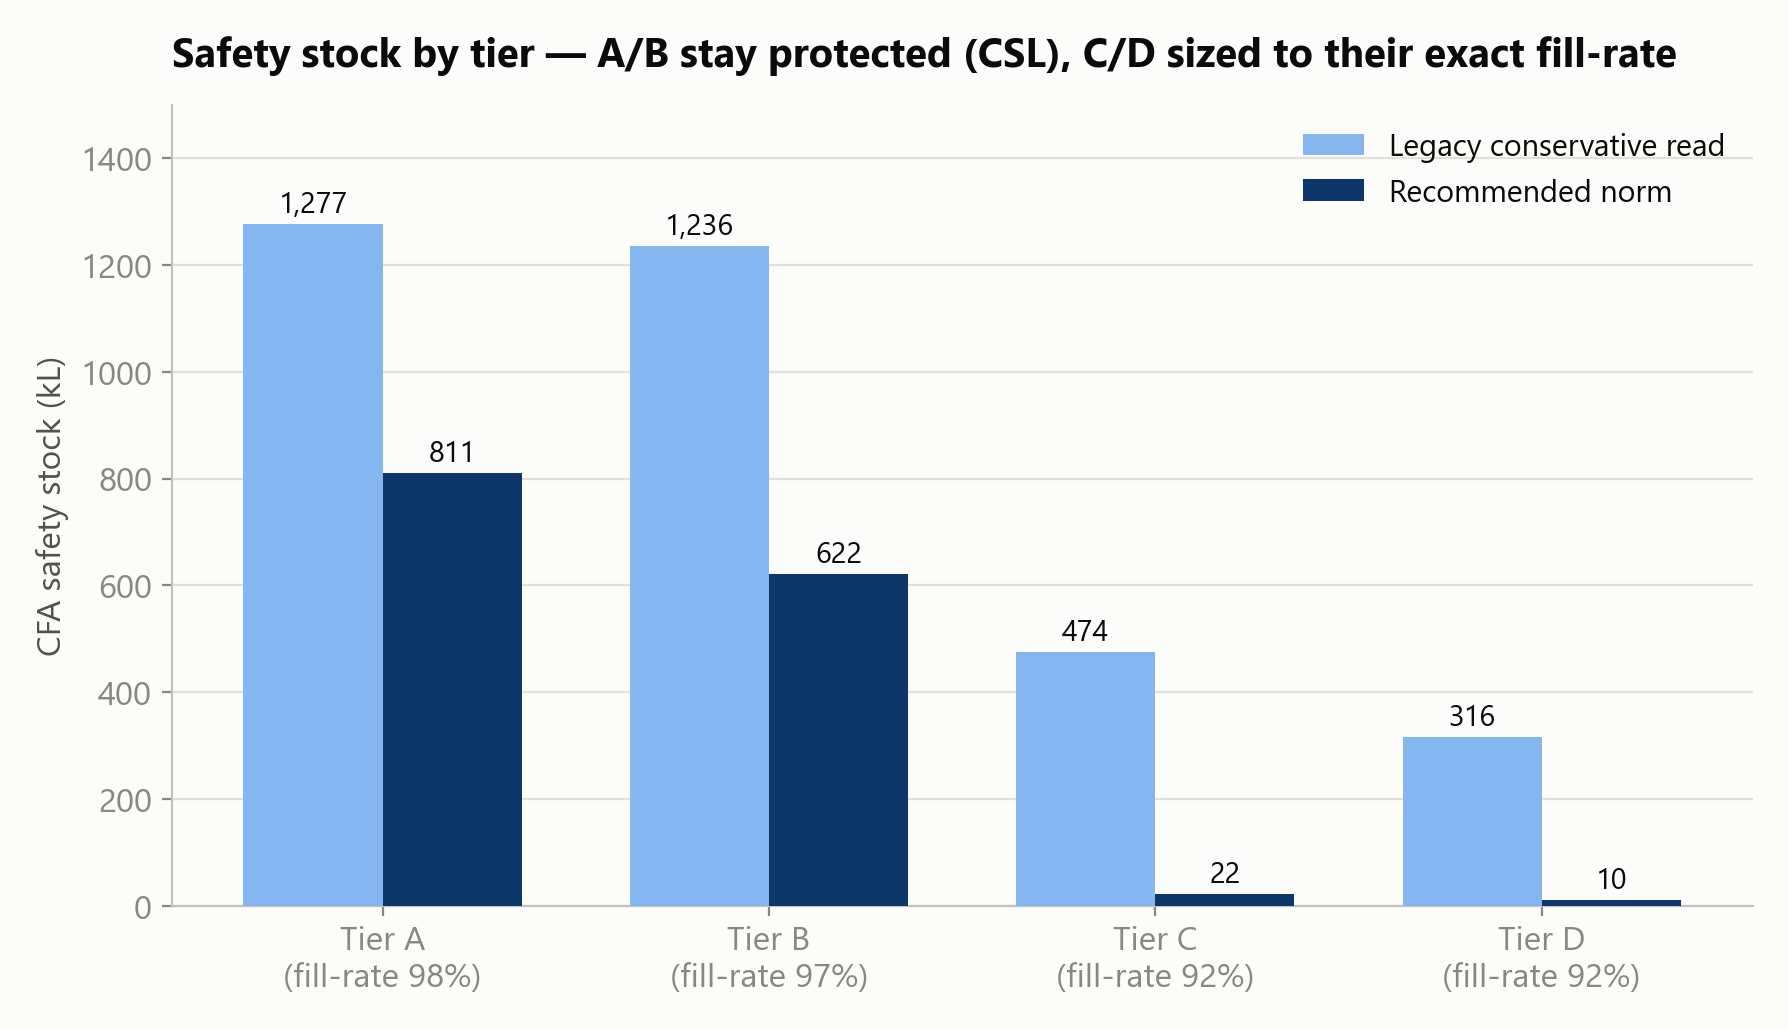 Safety stock by tier — A/B stay protected (CSL), C/D sized to their exact fill-rate
Legacy conservative read
Recommended norm
CFA safety stock (kL)
1400
1200
1000
800
600
400
200
0
1,277
811
1,236
622
474
22
316
10
Tier A
(fill-rate 98%)
Tier B
(fill-rate 97%)
Tier C
(fill-rate 92%)
Tier D
(fill-rate 92%)